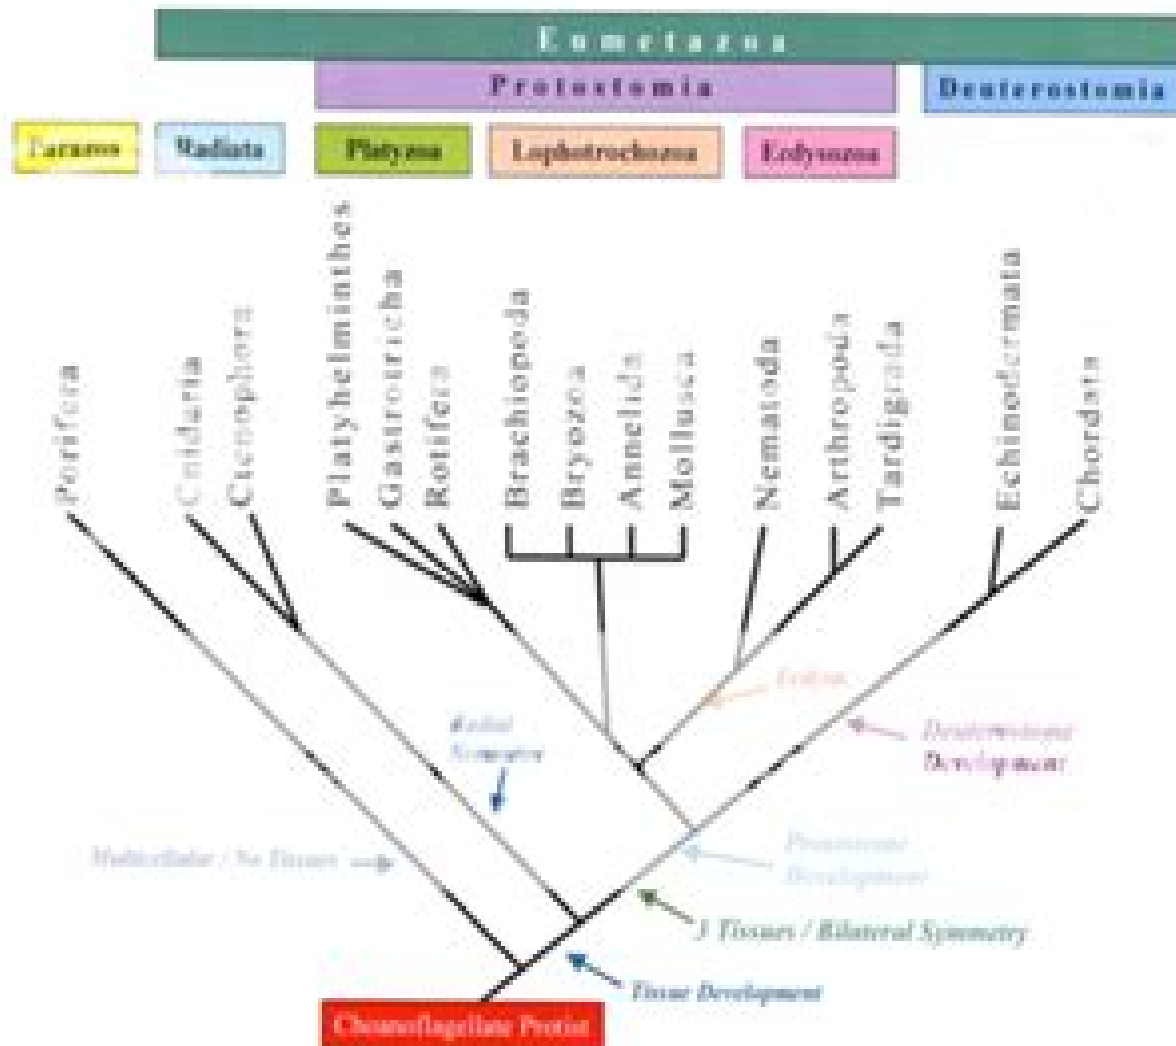 Eumetazoa
Protostomia
Deuterostomia
Parazoa
Radiata
Platyzoa
Lophotrochozoa
Ecdysozoa
Porifera
Cnidaria
Ctenophora
Platyhelminthes
Gastrotricha
Rotifera
Brachiopoda
Bryozoa
Annelida
Mollusca
Nematoda
Arthropoda
Tardigrada
Echinodermata
Chordata
Radial
Symmetry
Deuterostome
Development
Multicellular / No Tissues
Protostome
Development
3 Tissues / Bilateral Symmetry
Tissue Development
Choanoflagellate Protist